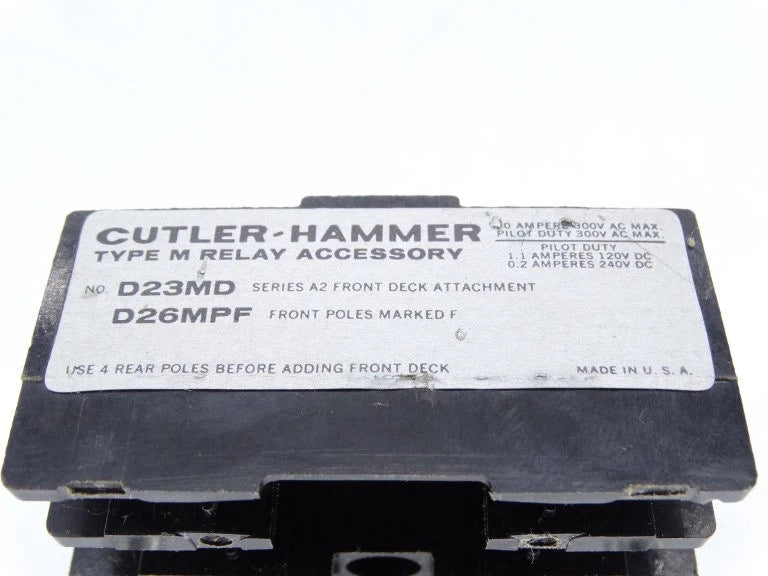 CUTLER-HAMMER
TYPE M RELAY ACCESSORY
10 AMPERE 300V AC MAX.
PILOT DUTY 300V AC MAX.
PILOT DUTY
1.1 AMPERES 120V DC
0.2 AMPERES 240V DC
NO. D23MD SERIES A2 FRONT DECK ATTACHMENT
D26MPF FRONT POLES MARKED F
USE 4 REAR POLES BEFORE ADDING FRONT DECK
MADE IN U.S.A.